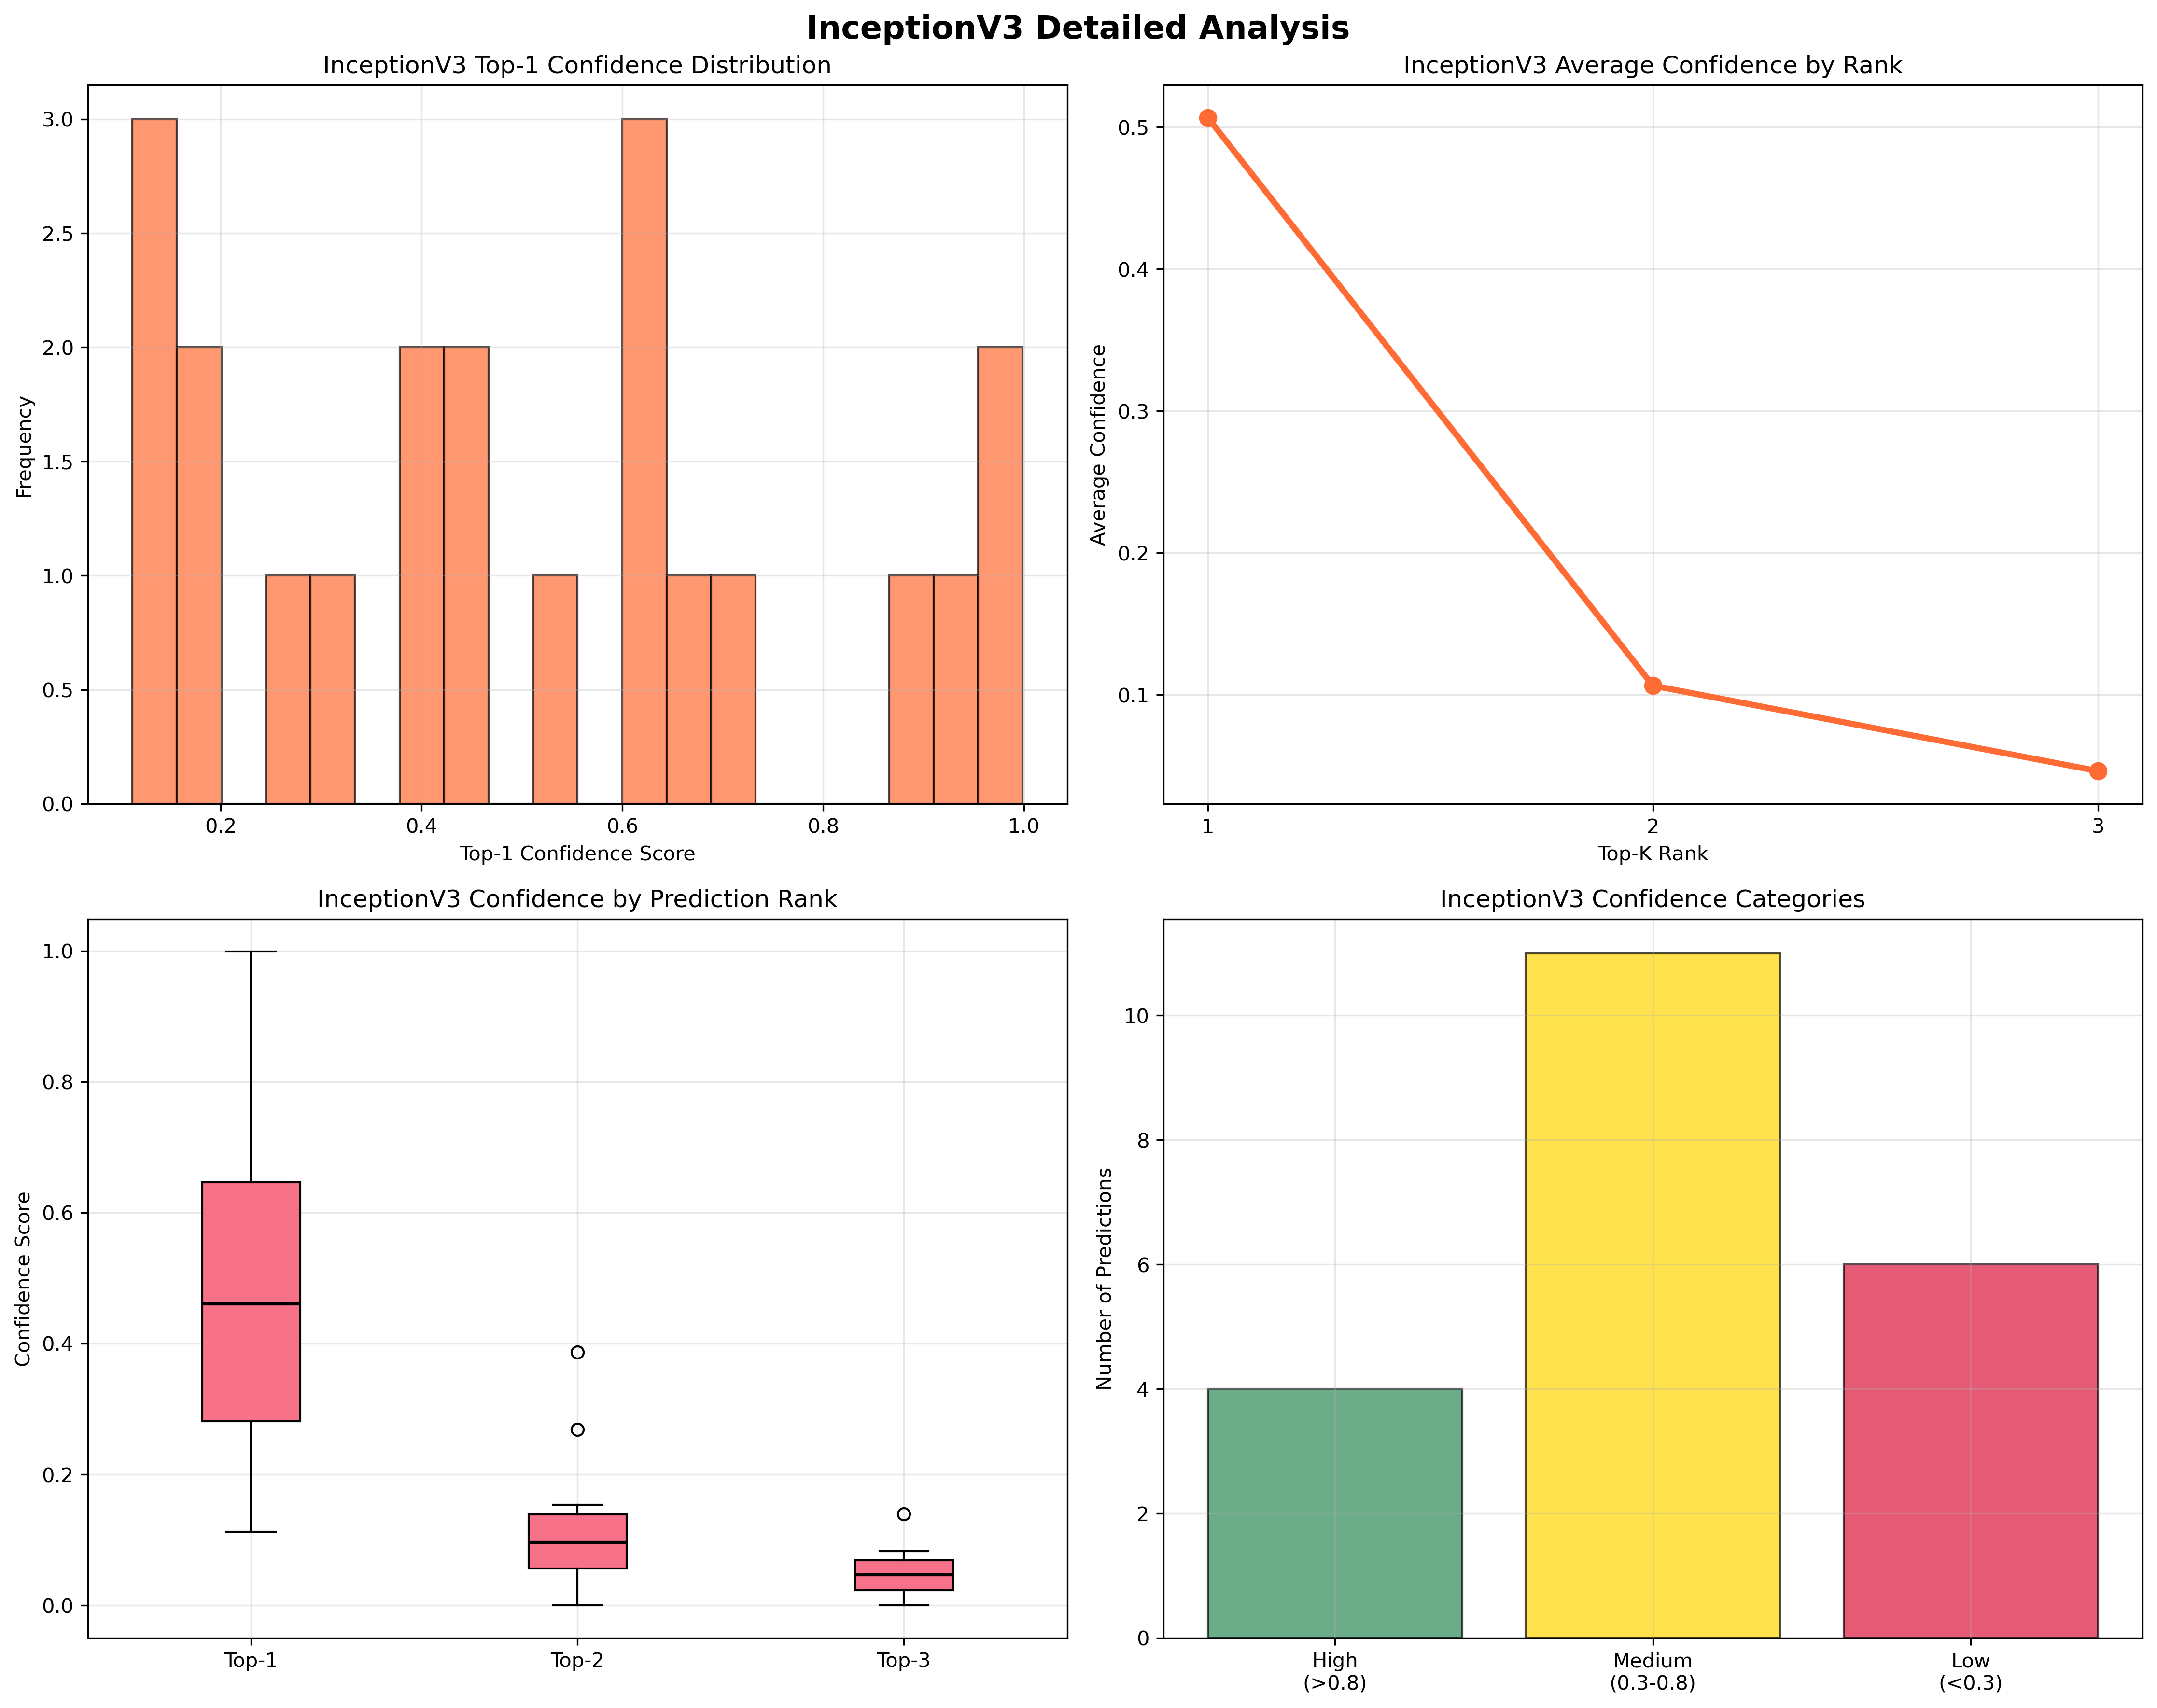 InceptionV3 Detailed Analysis
InceptionV3 Top-1 Confidence Distribution
3.0
2.5
2.0
1.5
1.0
0.5
0.0
Frequency
0.2 0.4 0.6 0.8 1.0
Top-1 Confidence Score
InceptionV3 Average Confidence by Rank
0.5
0.4
0.3
0.2
0.1
Average Confidence
1 2 3
Top-K Rank
InceptionV3 Confidence by Prediction Rank
1.0
0.8
0.6
0.4
0.2
0.0
Confidence Score
Top-1 Top-2 Top-3
InceptionV3 Confidence Categories
10
8
6
4
2
0
Number of Predictions
High Medium Low
(>0.8) (0.3-0.8) (<0.3)